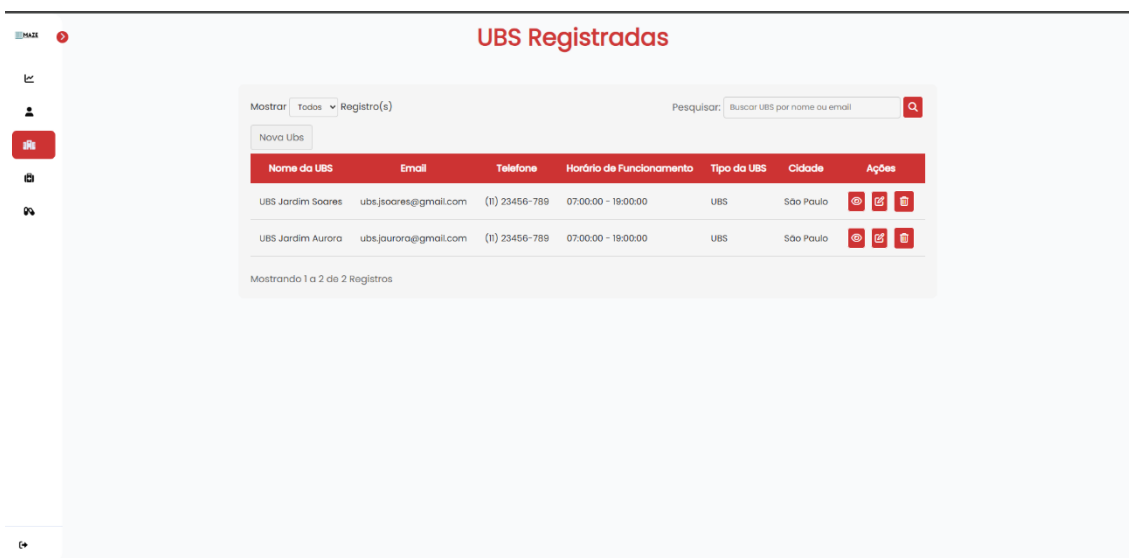 MAZE
UBS Registradas
Mostrar Todos Registro(s)
Pesquisar: Buscar UBS por nome ou email
Nova Ubs
Nome da UBS Email Telefone Horário de Funcionamento Tipo da UBS Cidade Ações
UBS Jardim Soares ubs.jsoares@gmail.com (11) 23456-789 07:00:00 - 19:00:00 UBS São Paulo
UBS Jardim Aurora ubs.jaurora@gmail.com (11) 23456-789 07:00:00 - 19:00:00 UBS São Paulo
Mostrando 1 a 2 de 2 Registros